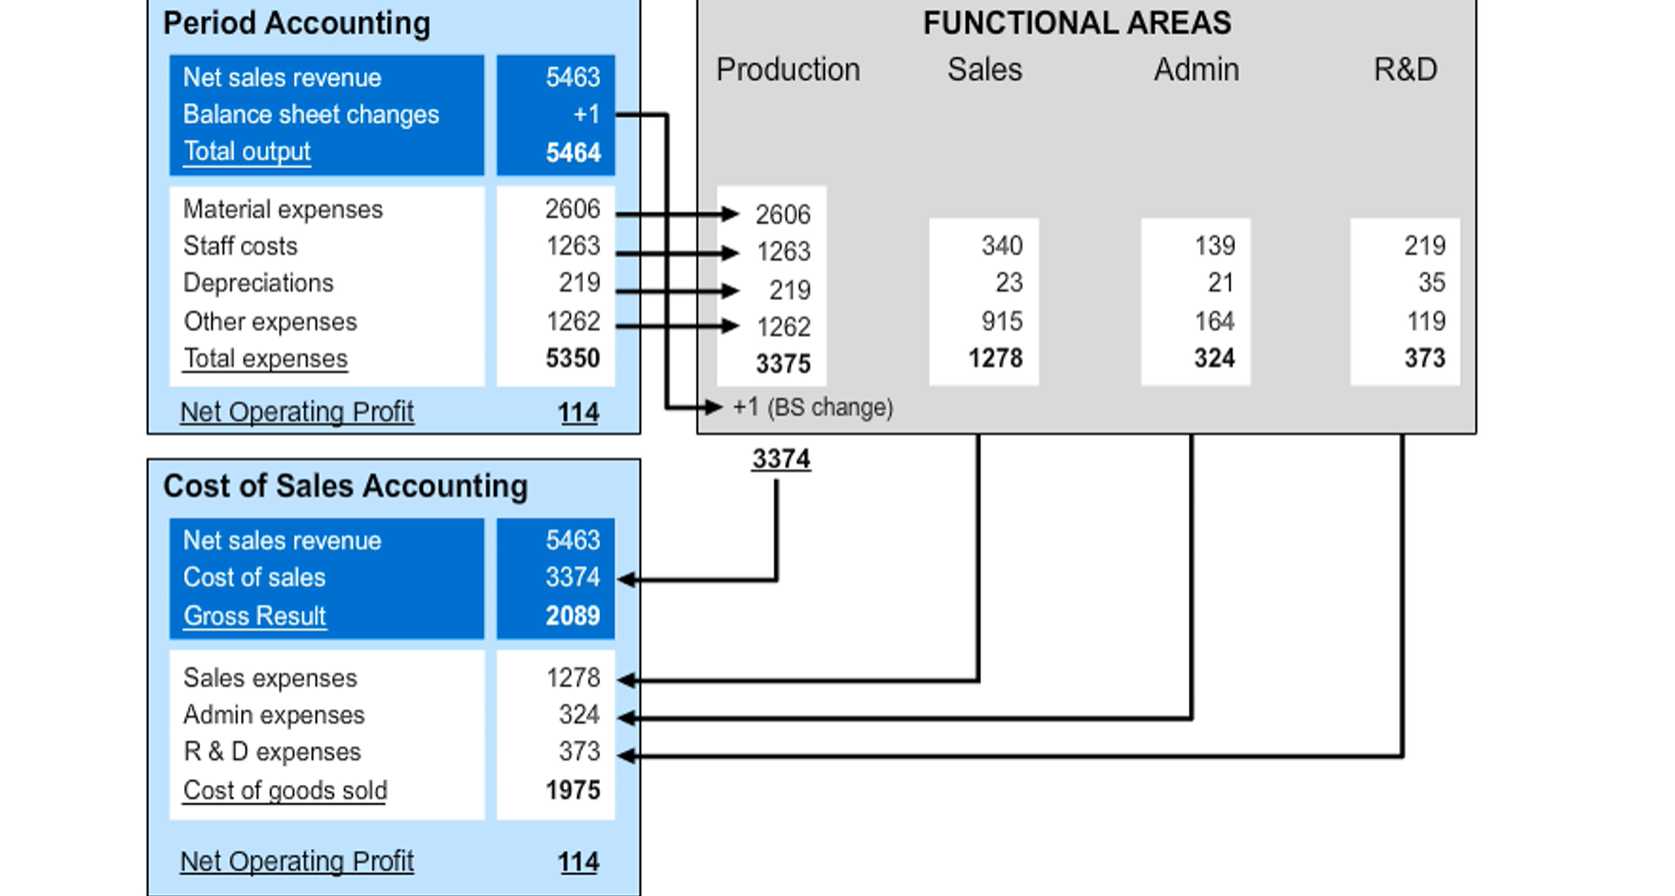 Period Accounting
Net sales revenue 5463
Balance sheet changes +1
Total output 5464
Material expenses 2606
Staff costs 1263
Depreciations 219
Other expenses 1262
Total expenses 5350
Net Operating Profit 114
FUNCTIONAL AREAS
Production Sales Admin R&D
2606
1263 340 139 219
219 23 21 35
1262 915 164 119
3375 1278 324 373
+1 (BS change)
3374
Cost of Sales Accounting
Net sales revenue 5463
Cost of sales 3374
Gross Result 2089
Sales expenses 1278
Admin expenses 324
R & D expenses 373
Cost of goods sold 1975
Net Operating Profit 114